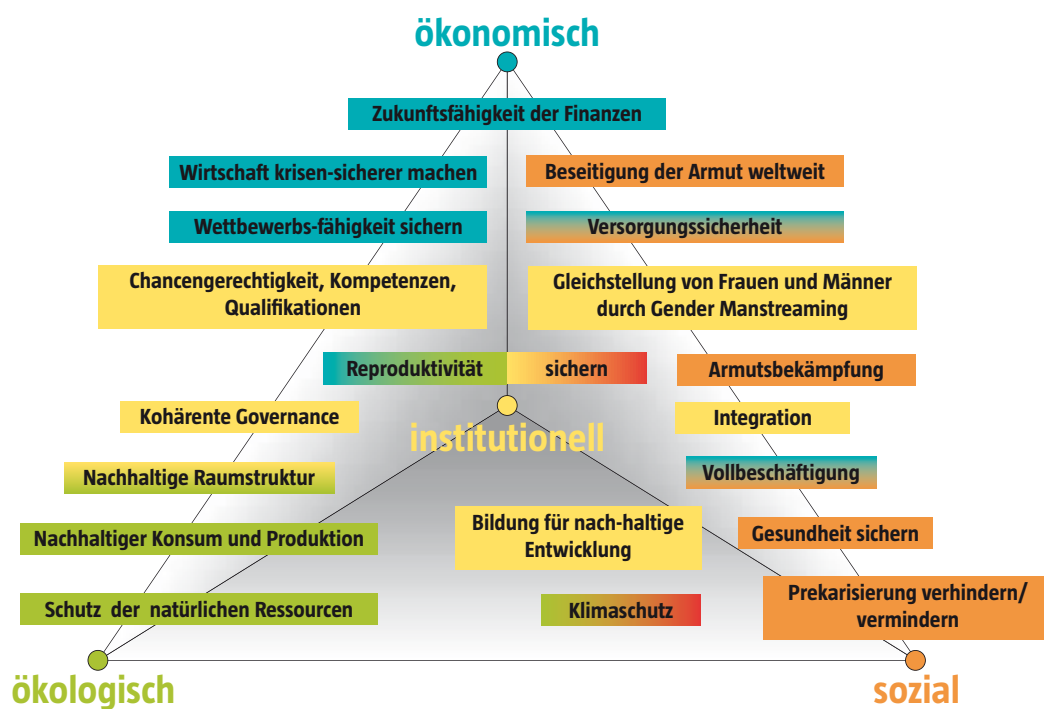 ökonomisch
Zukunftsfähigkeit der Finanzen
Wirtschaft krisen-sicherer machen
Beseitigung der Armut weltweit
Wettbewerbs-fähigkeit sichern
Versorgungssicherheit
Chancengerechtigkeit, Kompetenzen,
Qualifikationen
Gleichstellung von Frauen und Männer
durch Gender Manstreaming
Reproduktivität sichern
Armutsbekämpfung
Kohärente Governance
Integration
institutionell
Nachhaltige Raumstruktur
Vollbeschäftigung
Nachhaltiger Konsum und Produktion
Bildung für nach-haltige
Entwicklung
Gesundheit sichern
Schutz der natürlichen Ressourcen
Klimaschutz
Prekarisierung verhindern/
vermindern
ökologisch
sozial